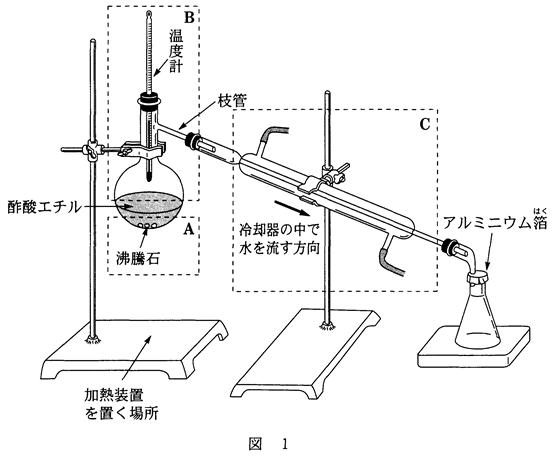 B
温度計
枝管
C
酢酸エチル
A
沸騰石
冷却器の中で
水を流す方向
はく
アルミニウム箔
加熱装置
を置く場所
図 1